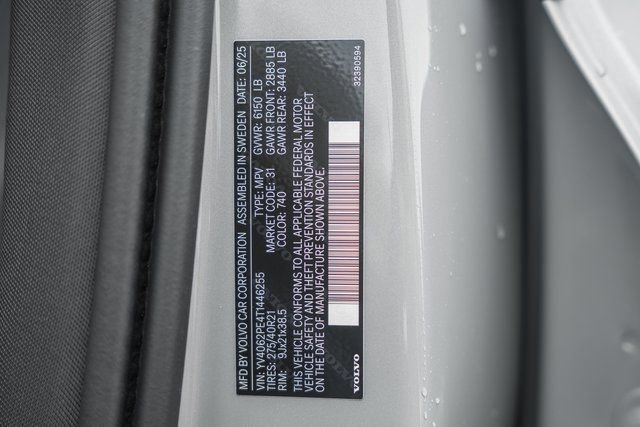 MFD BY VOLVO CAR CORPORATION ASSEMBLED IN SWEDEN DATE: 06/25
VIN: YV4062PE4T1446255 TYPE: MPV GVWR: 6150 LB
TIRES: 275/40R21 MARKET CODE: 31 GAWR FRONT: 2885 LB
RIM: 9Jx21x38.5 COLOR: 740 GAWR REAR: 3440 LB
THIS VEHICLE CONFORMS TO ALL APPLICABLE FEDERAL MOTOR
VEHICLE SAFETY AND THEFT PREVENTION STANDARDS IN EFFECT
ON THE DATE OF MANUFACTURE SHOWN ABOVE.
VOLVO 32390594